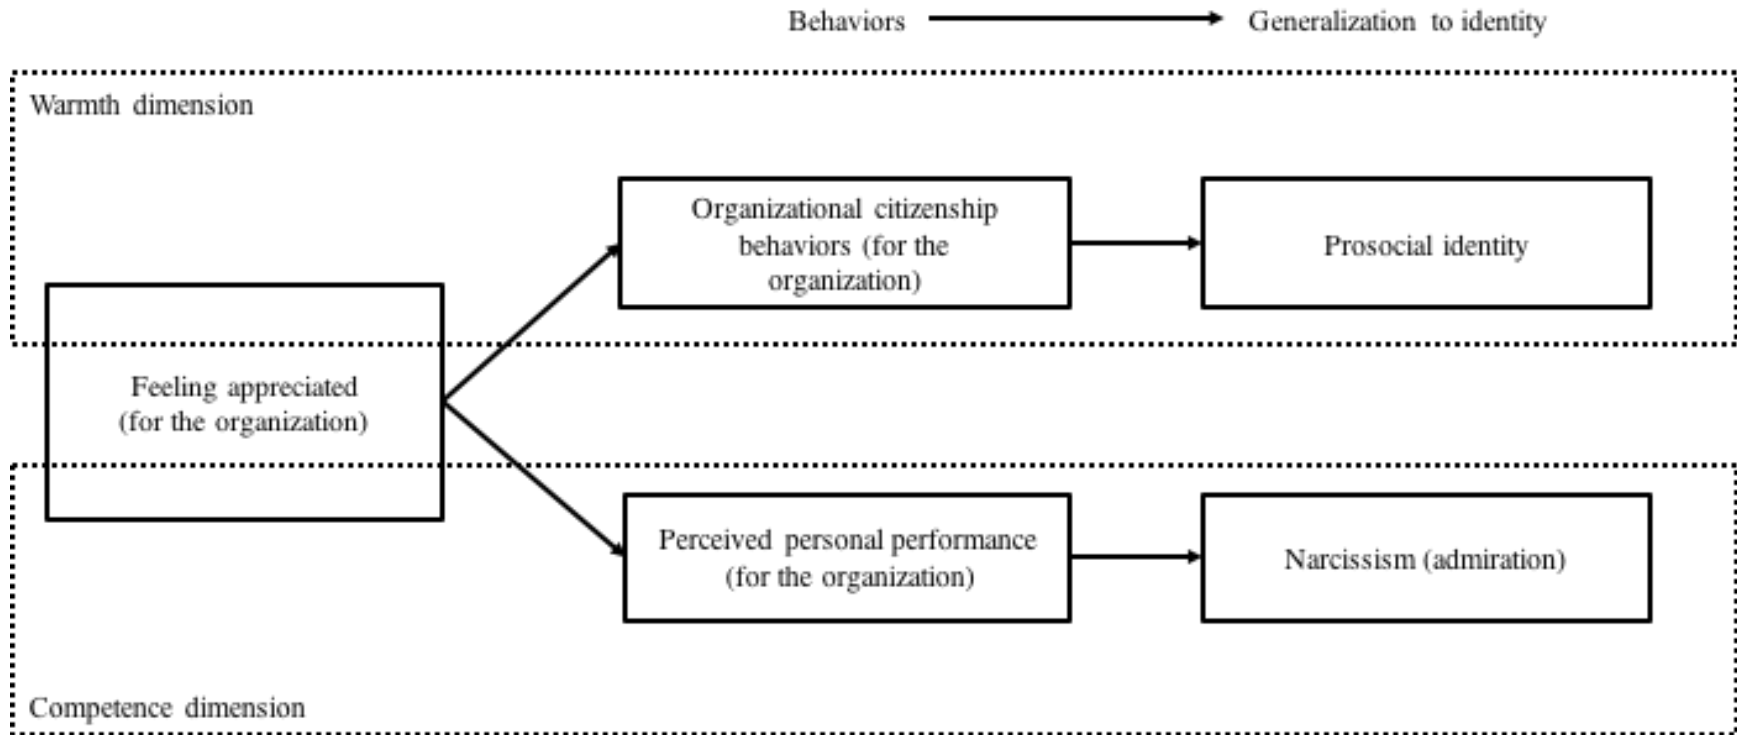 Behaviors
Generalization to identity
Warmth dimension
Organizational citizenship
behaviors (for the
organization)
Prosocial identity
Feeling appreciated
(for the organization)
Perceived personal performance
(for the organization)
Narcissism (admiration)
Competence dimension